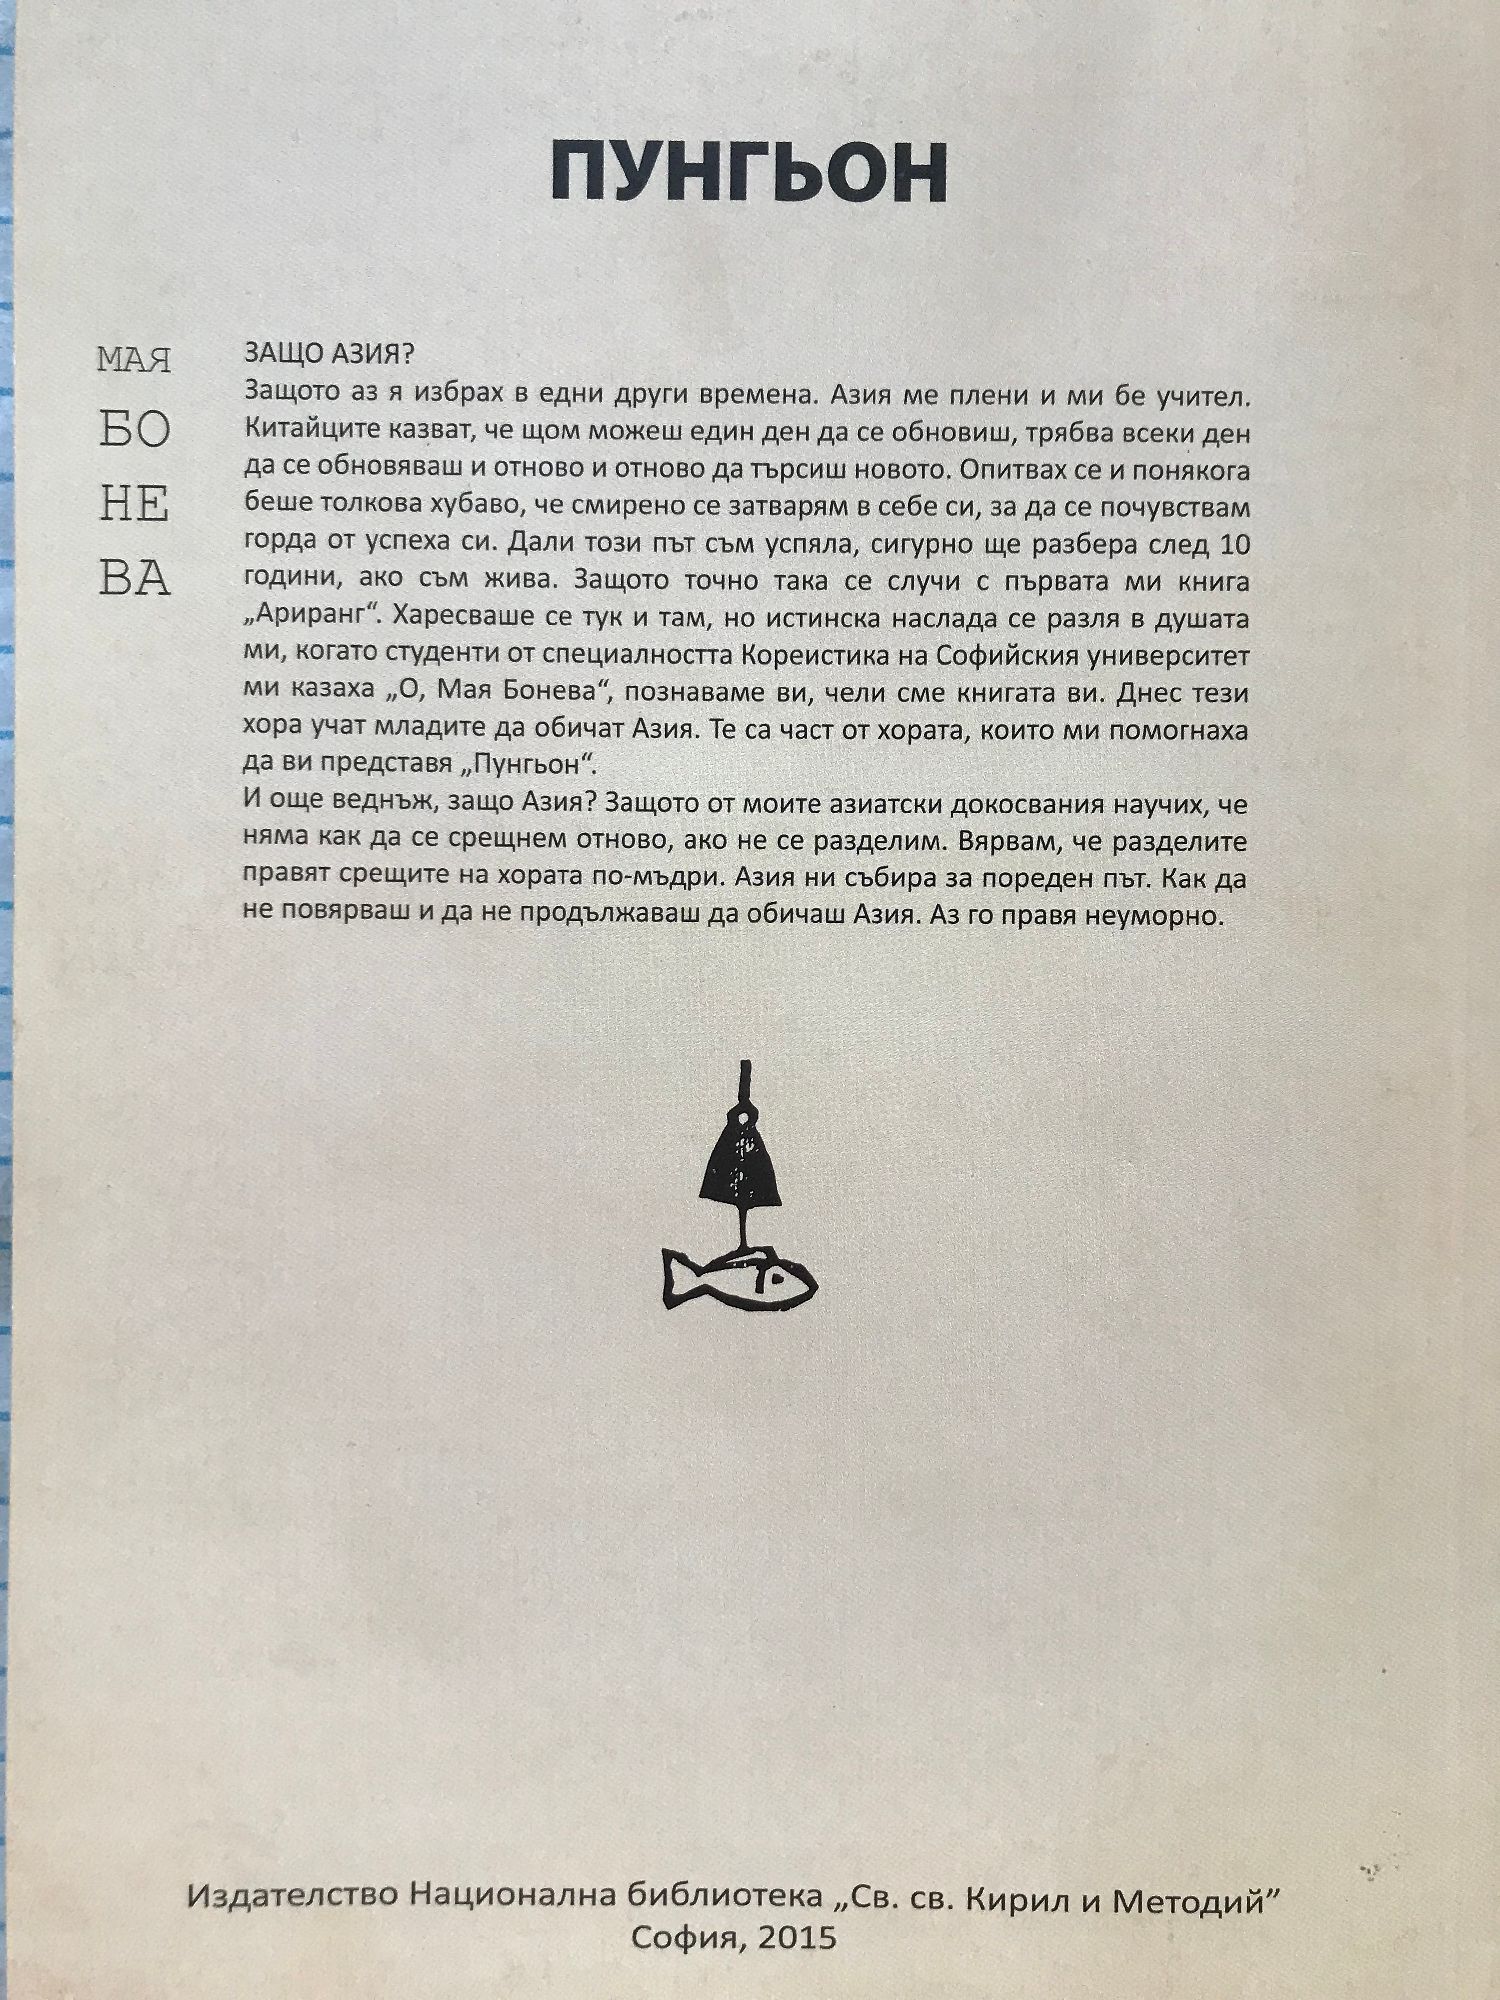 ПУНГЬОН
МАЯ
БО
НЕ
ВА
ЗАЩО АЗИЯ?
Защото аз я избрах в едни други времена. Азия ме плени и ми бе учител.
Китайците казват, че щом можеш един ден да се обновиш, трябва всеки ден
да се обновяваш и отново и отново да търсиш новото. Опитвах се и понякога
беше толкова хубаво, че смирено се затварям в себе си, за да се почувствам
горда от успеха си. Дали този път съм успяла, сигурно ще разбера след 10
години, ако съм жива. Защото точно така се случи с първата ми книга
„Ариранг“. Харесваше се тук и там, но истинска наслада се разля в душата
ми, когато студенти от специалността Кореистика на Софийския университет
ми казаха „О, Мая Бонева“, познаваме ви, чели сме книгата ви. Днес тези
хора учат младите да обичат Азия. Те са част от хората, които ми помогнаха
да ви представя „Пунгьон“.
И още веднъж, защо Азия? Защото от моите азиатски докосвания научих, че
няма как да се срещнем отново, ако не се разделим. Вярвам, че разделите
правят срещите на хората по-мъдри. Азия ни събира за пореден път. Как да
не повярваш и да не продължаваш да обичаш Азия. Аз го правя неуморно.
Издателство Национална библиотека „Св. св. Кирил и Методий”
София, 2015